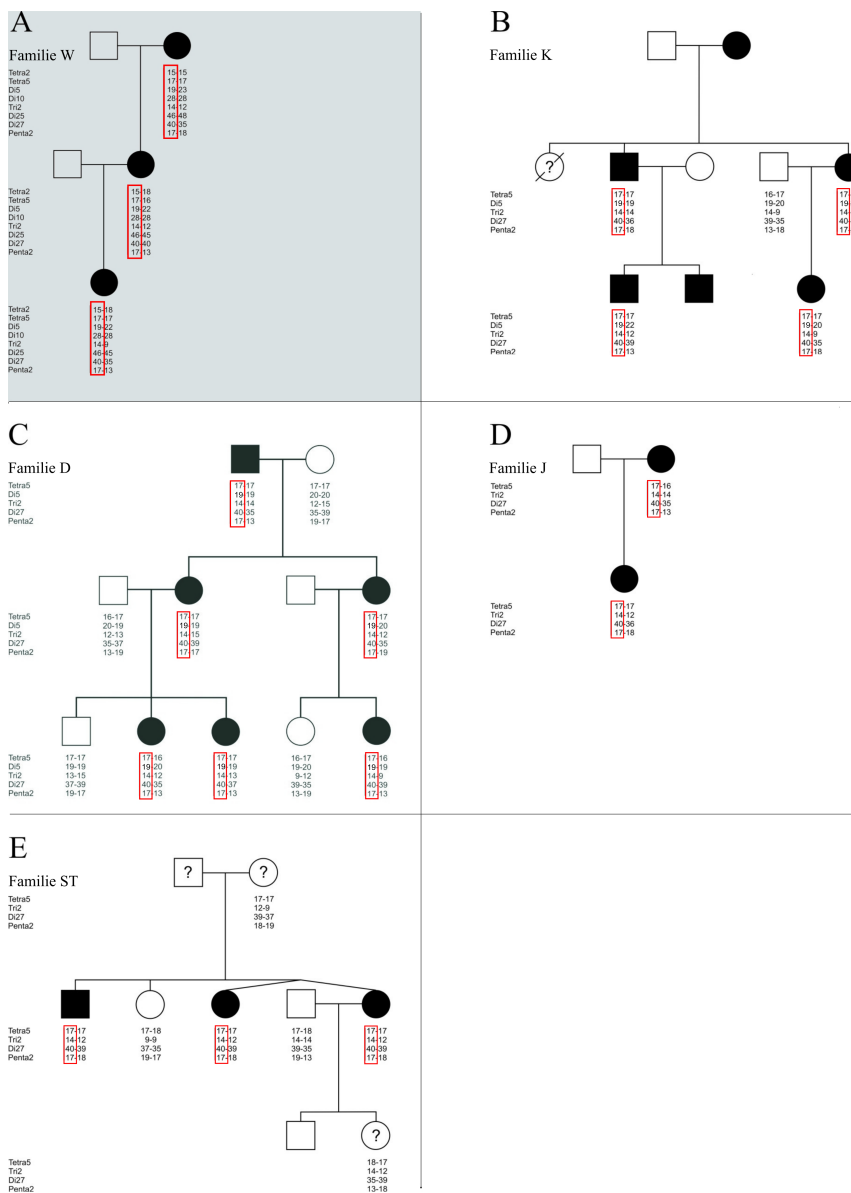 A
Familie W
Tetra2 15-15
Tetra5 17-17
Di5 19-23
Di10 28-28
Tri2 14-12
Di25 46-48
Di27 40-35
Penta2 17-18
Tetra2 15-18
Tetra5 17-16
Di5 19-22
Di10 28-28
Tri2 14-12
Di25 46-45
Di27 40-40
Penta2 17-13
Tetra2 15-18
Tetra5 17-17
Di5 19-22
Di10 28-28
Tri2 14-9
Di25 46-45
Di27 40-35
Penta2 17-13
B
Familie K
?
Tetra5 17-17 16-17 17-
Di5 19-19 19-20 19-
Tri2 14-14 14-9 14-
Di27 40-36 39-35 40-
Penta2 17-18 13-18 17-
Tetra5 17-17 17-17
Di5 19-22 19-20
Tri2 14-12 14-9
Di27 40-39 40-35
Penta2 17-13 17-18
C
Familie D
Tetra5 17-17 17-17
Di5 19-19 20-20
Tri2 14-14 12-15
Di27 40-35 35-39
Penta2 17-13 19-17
Tetra5 16-17 17-17 17-17
Di5 20-19 19-19 19-20
Tri2 12-13 14-15 14-12
Di27 35-37 40-39 40-35
Penta2 13-19 17-17 17-19
Tetra5 17-17 17-16 17-17 16-17 17-16
Di5 19-19 19-20 19-19 19-20 19-19
Tri2 13-15 14-12 14-13 9-12 14-9
Di27 37-39 40-35 40-37 39-35 40-39
Penta2 19-17 17-13 17-13 13-19 17-13
D
Familie J
Tetra5 17-16
Tri2 14-14
Di27 40-35
Penta2 17-13
Tetra5 17-17
Tri2 14-12
Di27 40-36
Penta2 17-18
E
Familie ST
? ?
Tetra5 17-17
Tri2 12-9
Di27 39-37
Penta2 18-19
Tetra5 17-17 17-18 17-17 17-18 17-17
Tri2 14-12 9-9 14-12 14-14 14-12
Di27 40-39 37-35 40-39 39-35 40-39
Penta2 17-18 19-17 17-18 19-13 17-18
?
Tetra5 18-17
Tri2 14-12
Di27 35-39
Penta2 13-18